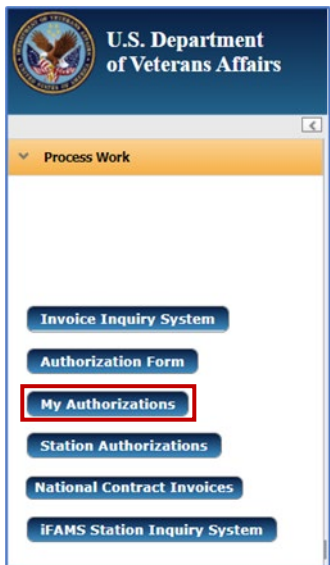 U.S. Department
of Veterans Affairs
Process Work
Invoice Inquiry System
Authorization Form
My Authorizations
Station Authorizations
National Contract Invoices
iFAMS Station Inquiry System